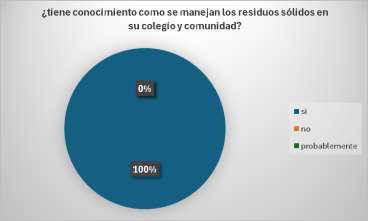 ¿tiene conocimiento como se manejan los residuos sólidos en
su colegio y comunidad?
0%
si
no
probablemente
100%